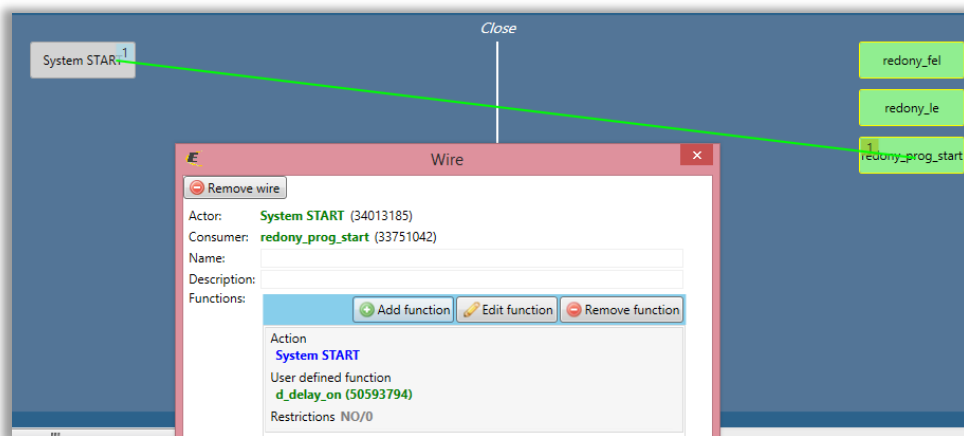 Close
System START
1
redony_fel
redony_le
1
redony_prog_start
E
Wire
x
Remove wire
Actor: System START (34013185)
Consumer: redony_prog_start (33751042)
Name:
Description:
Functions:
Add function Edit function Remove function
Action
System START
User defined function
d_delay_on (50593794)
Restrictions NO/0